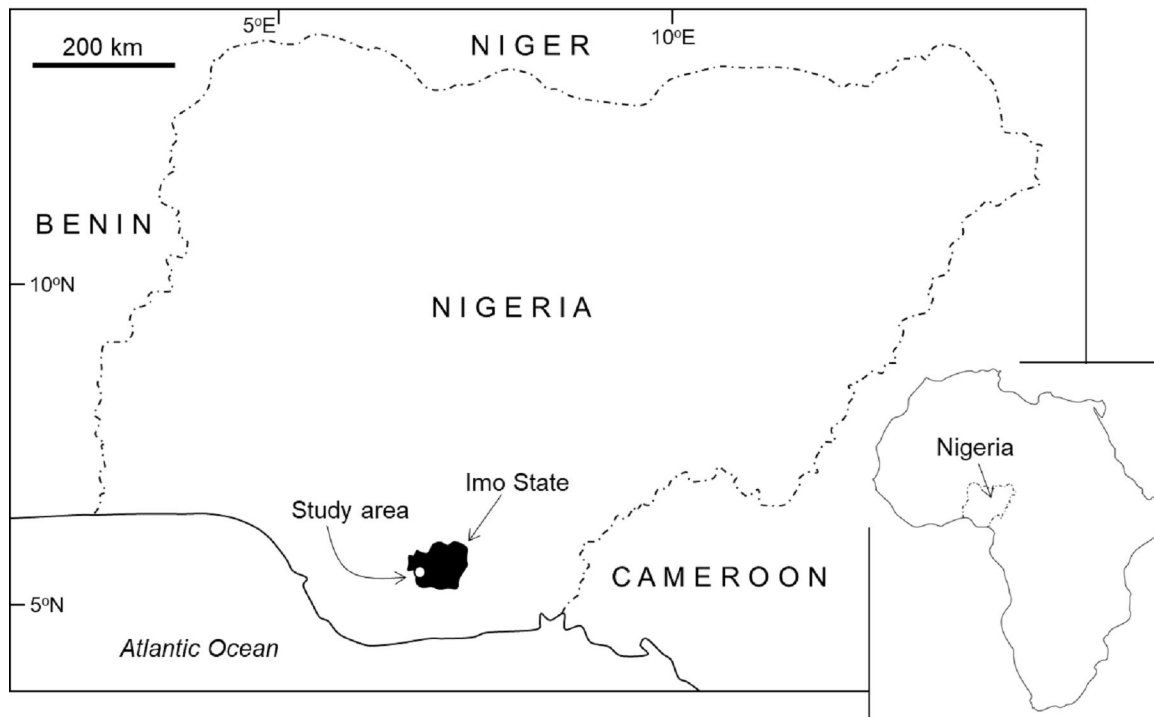 5ºE
10ºE
200 km
NIGER
BENIN
10ºN
NIGERIA
Nigeria
Imo State
Study area
CAMEROON
5ºN
Atlantic Ocean